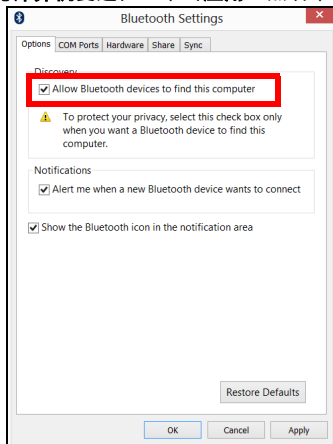 Bluetooth Settings
Options
COM Ports
Hardware
Share
Sync
Discovery
Allow Bluetooth devices to find this computer
To protect your privacy, select this check box only
when you want a Bluetooth device to find this
computer.
Notifications
Alert me when a new Bluetooth device wants to connect
Show the Bluetooth icon in the notification area
Restore Defaults
OK
Cancel
Apply